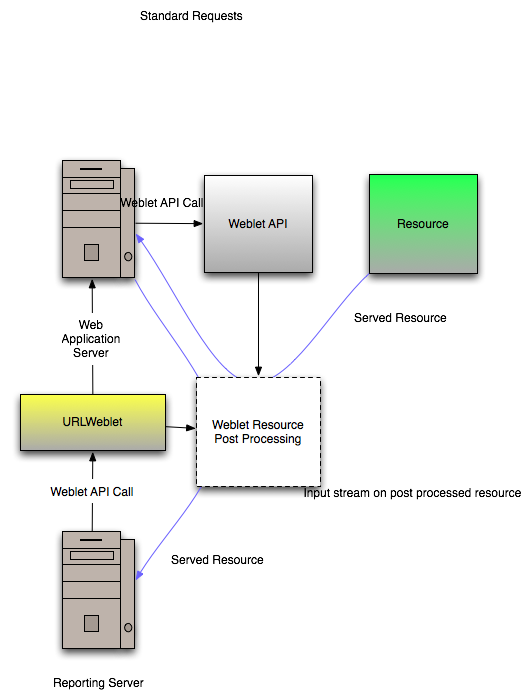 Standard Requests
Weblet API Call
Weblet API
Resource
Served Resource
Web
Application
Server
URLWeblet
Weblet Resource
Post Processing
Weblet API Call
Input stream on post processed resource
Served Resource
Reporting Server